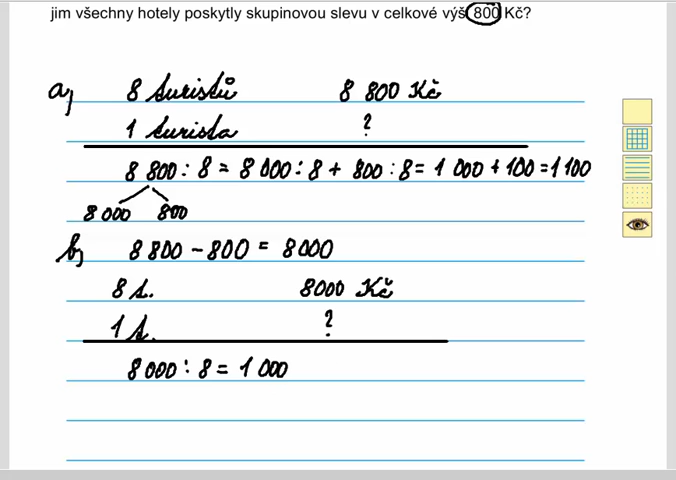 jim všechny hotely poskytly skupinovou slevu v celkové výš 800 Kč?
a) 8 turistů 8 800 Kč
1 turista ?
8 800 : 8 = 8 000 : 8 + 800 : 8 = 1 000 + 100 = 1 100
8 000 800
b) 8 800 - 800 = 8 000
8 t. 8000 Kč
1 t. ?
8 000 : 8 = 1 000